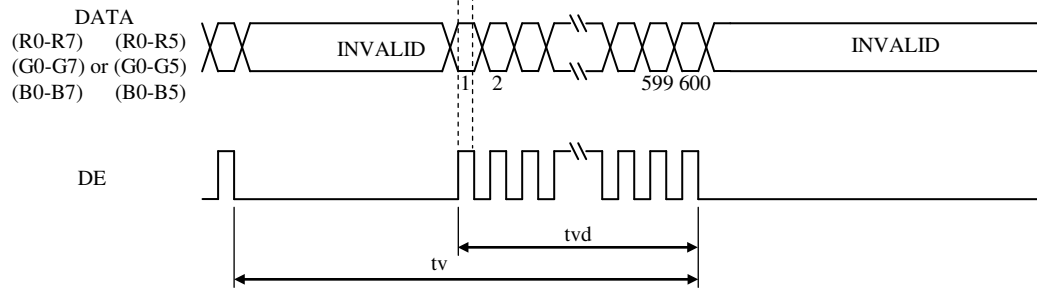 DATA
(R0-R7) (R0-R5)
(G0-G7) or (G0-G5)
(B0-B7) (B0-B5)
INVALID
INVALID
1 2 599 600
DE
tvd
tv